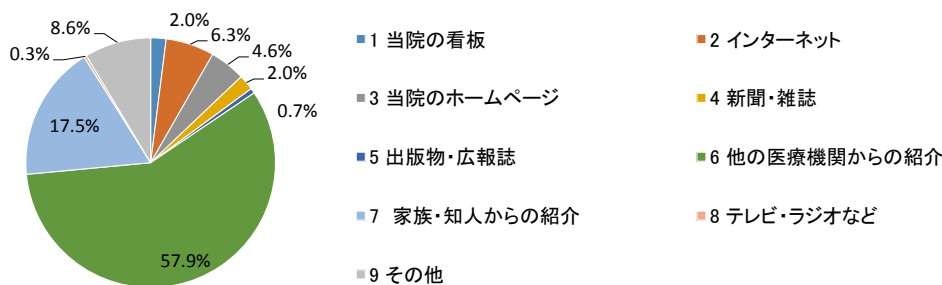 8.6%
2.0%
6.3%
4.6%
2.0%
0.7%
0.3%
17.5%
57.9%
1 当院の看板
2 インターネット
3 当院のホームページ
4 新聞・雑誌
5 出版物・広報誌
6 他の医療機関からの紹介
7 家族・知人からの紹介
8 テレビ・ラジオなど
9 その他